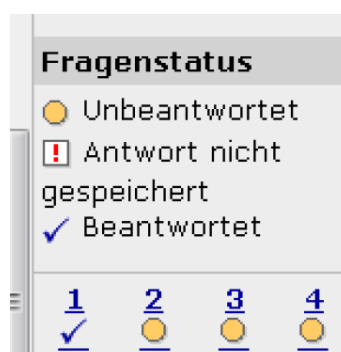 Fragenstatus
Unbeantwortet
! Antwort nicht
gespeichert
Beantwortet
1 2 3 4